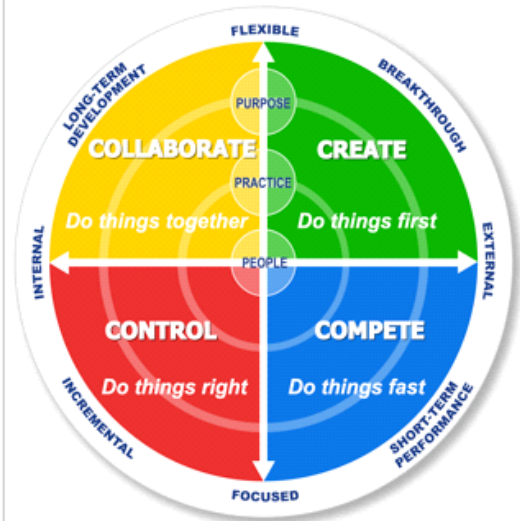 FLEXIBLE
LONG-TERM
DEVELOPMENT
BREAKTHROUGH
PURPOSE
COLLABORATE
CREATE
PRACTICE
Do things together
Do things first
INTERNAL
PEOPLE
EXTERNAL
CONTROL
COMPETE
Do things right
Do things fast
INCREMENTAL
SHORT-TERM
PERFORMANCE
FOCUSED